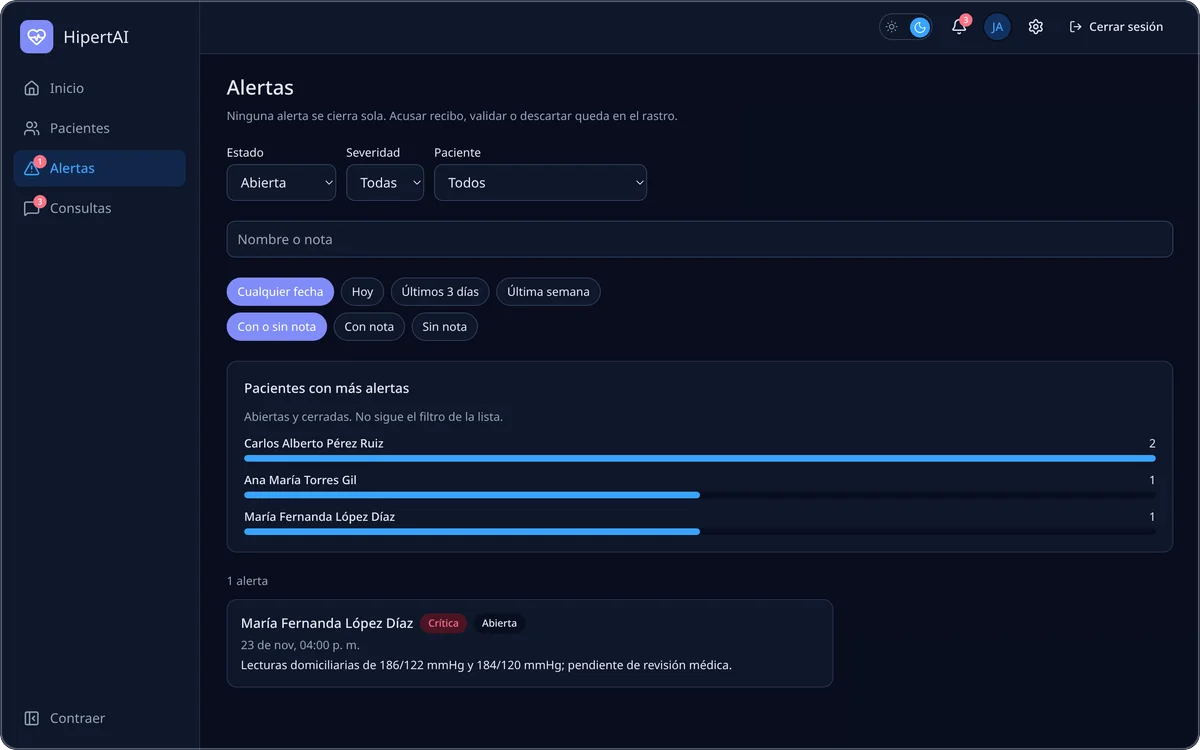 HipertAI
3
JA
Cerrar sesión
Inicio
Pacientes
1
Alertas
3
Consultas
Contraer
Alertas
Ninguna alerta se cierra sola. Acusar recibo, validar o descartar queda en el rastro.
Estado Severidad Paciente
Abierta Todas Todos
Nombre o nota
Cualquier fecha Hoy Últimos 3 días Última semana
Con o sin nota Con nota Sin nota
Pacientes con más alertas
Abiertas y cerradas. No sigue el filtro de la lista.
Carlos Alberto Pérez Ruiz 2
Ana María Torres Gil 1
María Fernanda López Díaz 1
1 alerta
María Fernanda López Díaz Crítica Abierta
23 de nov, 04:00 p. m.
Lecturas domiciliarias de 186/122 mmHg y 184/120 mmHg; pendiente de revisión médica.